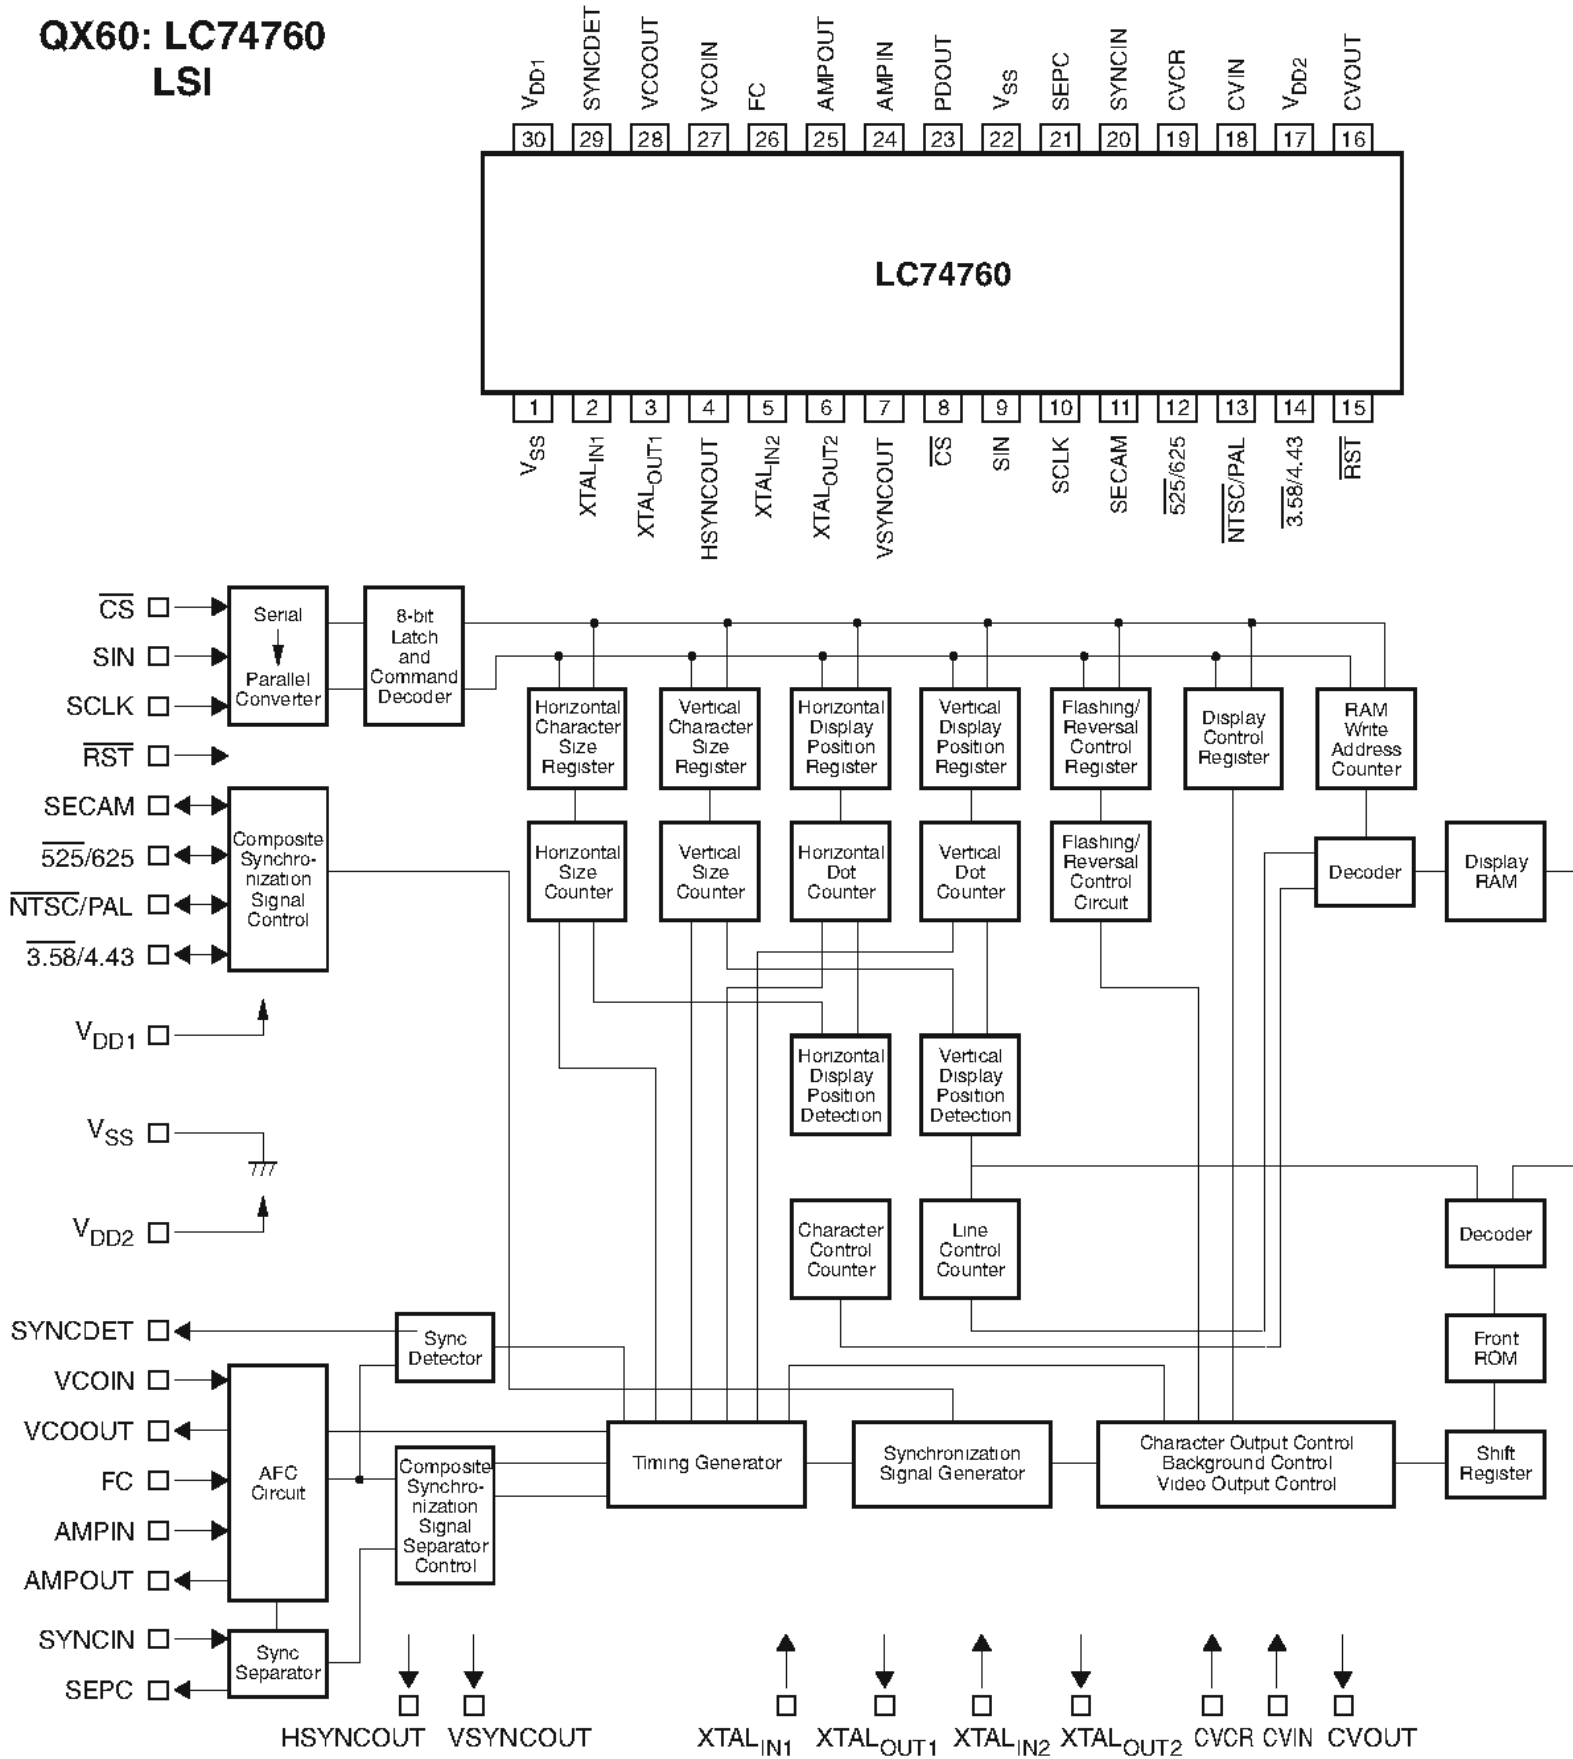 QX60: LC74760
LSI
VDD1
SYNCDET
VCOOUT
VCOIN
FC
AMPOUT
AMPIN
PDOUT
VSS
SEPC
SYNCIN
CVCR
CVIN
VDD2
CVOUT
30 29 28 27 26 25 24 23 22 21 20 19 18 17 16
LC74760
1 2 3 4 5 6 7 8 9 10 11 12 13 14 15
VSS
XTALIN1
XTALOUT1
HSYNCOUT
XTALIN2
XTALOUT2
VSYNCOUT
CS
SIN
SCLK
SECAM
525/625
NTSC/PAL
3.58/4.43
RST
CS
SIN
SCLK
RST
SECAM
525/625
NTSC/PAL
3.58/4.43
VDD1
VSS
VDD2
SYNCDET
VCOIN
VCOOUT
FC
AMPIN
AMPOUT
SYNCIN
SEPC
Serial
Parallel
Converter
8-bit
Latch
and
Command
Decoder
Horizontal
Character
Size
Register
Vertical
Character
Size
Register
Horizontal
Display
Position
Register
Vertical
Display
Position
Register
Flashing/
Reversal
Control
Register
Display
Control
Register
RAM
Write
Address
Counter
Composite
Synchro-
nization
Signal
Control
Horizontal
Size
Counter
Vertical
Size
Counter
Horizontal
Dot
Counter
Vertical
Dot
Counter
Flashing/
Reversal
Control
Circuit
Decoder
Display
RAM
Horizontal
Display
Position
Detection
Vertical
Display
Position
Detection
Character
Control
Counter
Line
Control
Counter
Decoder
Sync
Detector
Front
ROM
AFC
Circuit
Composite
Synchro-
nization
Signal
Separator
Control
Timing Generator
Synchronization
Signal Generator
Character Output Control
Background Control
Video Output Control
Shift
Register
Sync
Separator
HSYNCOUT
VSYNCOUT
XTALIN1
XTALOUT1
XTALIN2
XTALOUT2
CVCR
CVIN
CVOUT